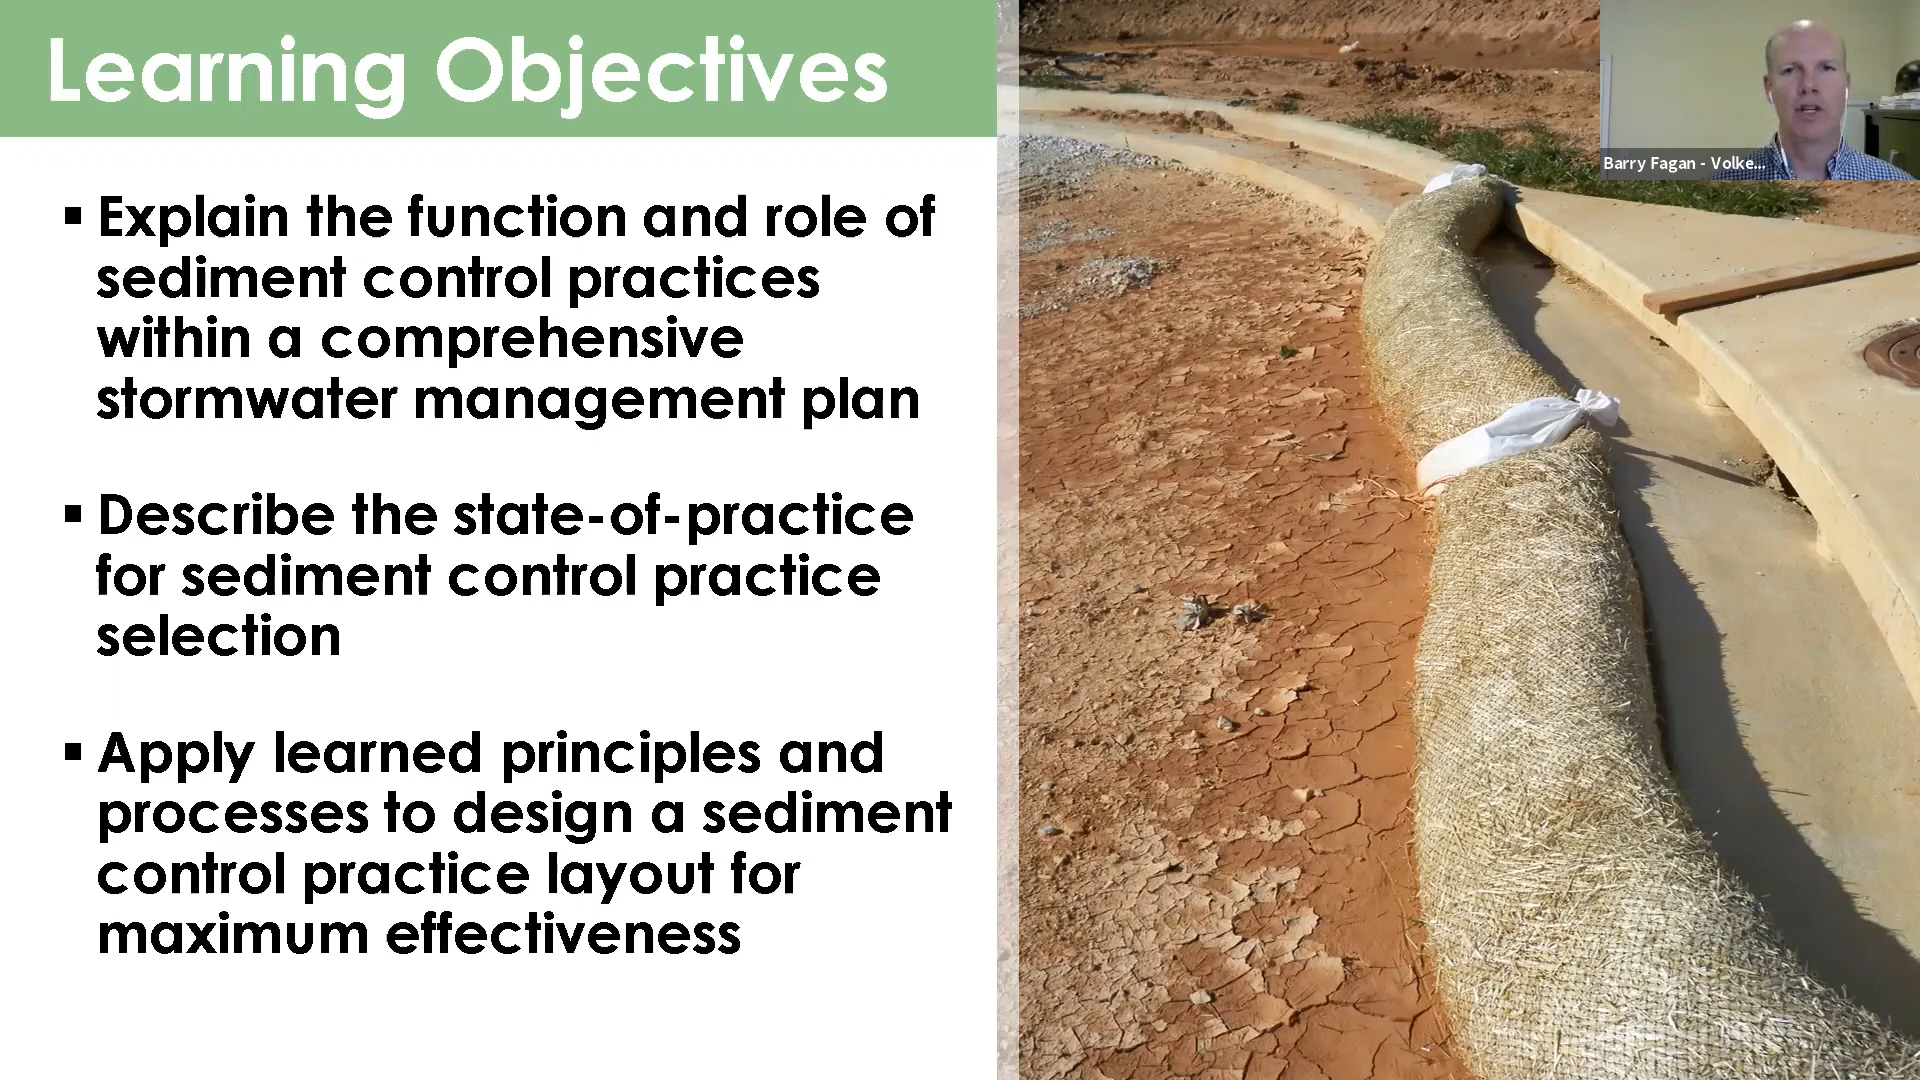 Learning Objectives
Barry Fagan - Volke...
▪ Explain the function and role of
sediment control practices
within a comprehensive
stormwater management plan
▪ Describe the state-of-practice
for sediment control practice
selection
▪ Apply learned principles and
processes to design a sediment
control practice layout for
maximum effectiveness